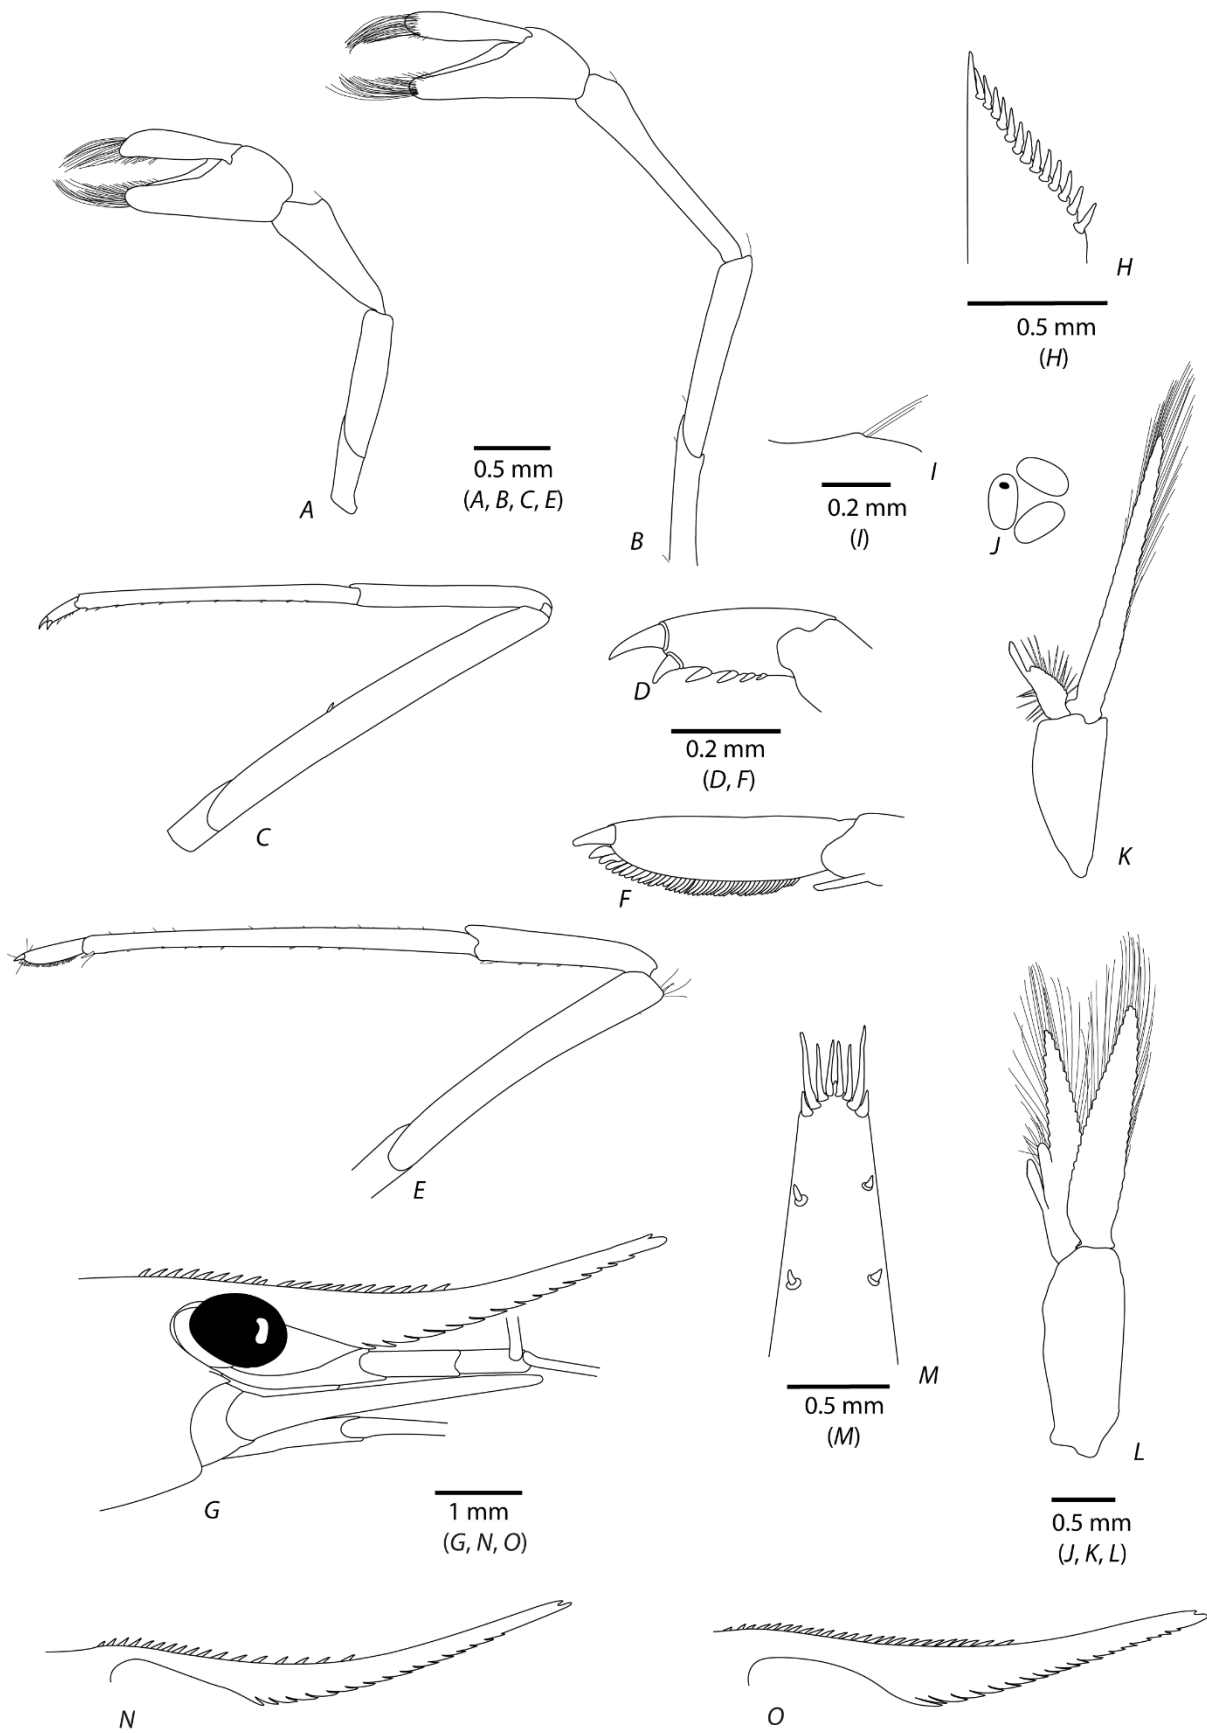 H
0.5 mm
(H)
A
0.5 mm
(A, B, C, E)
B
I
0.2 mm
(I)
J
C
D
0.2 mm
(D, F)
K
F
E
M
0.5 mm
(M)
L
0.5 mm
(J, K, L)
G
1 mm
(G, N, O)
N
O